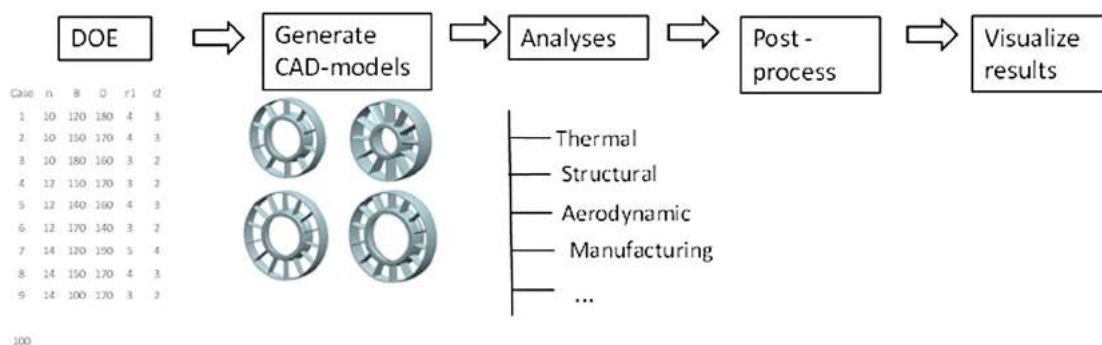 DOE
Generate
CAD-models
Analyses
Post -
process
Visualize
results
Case n B D r1 r2
1 10 120 180 4 3
2 10 150 170 4 3
3 10 180 160 3 2
4 12 110 170 3 2
5 12 140 160 4 3
6 12 170 140 3 2
7 14 120 190 5 4
8 14 150 170 4 3
9 14 100 170 3 2
100
Thermal
Structural
Aerodynamic
Manufacturing
...